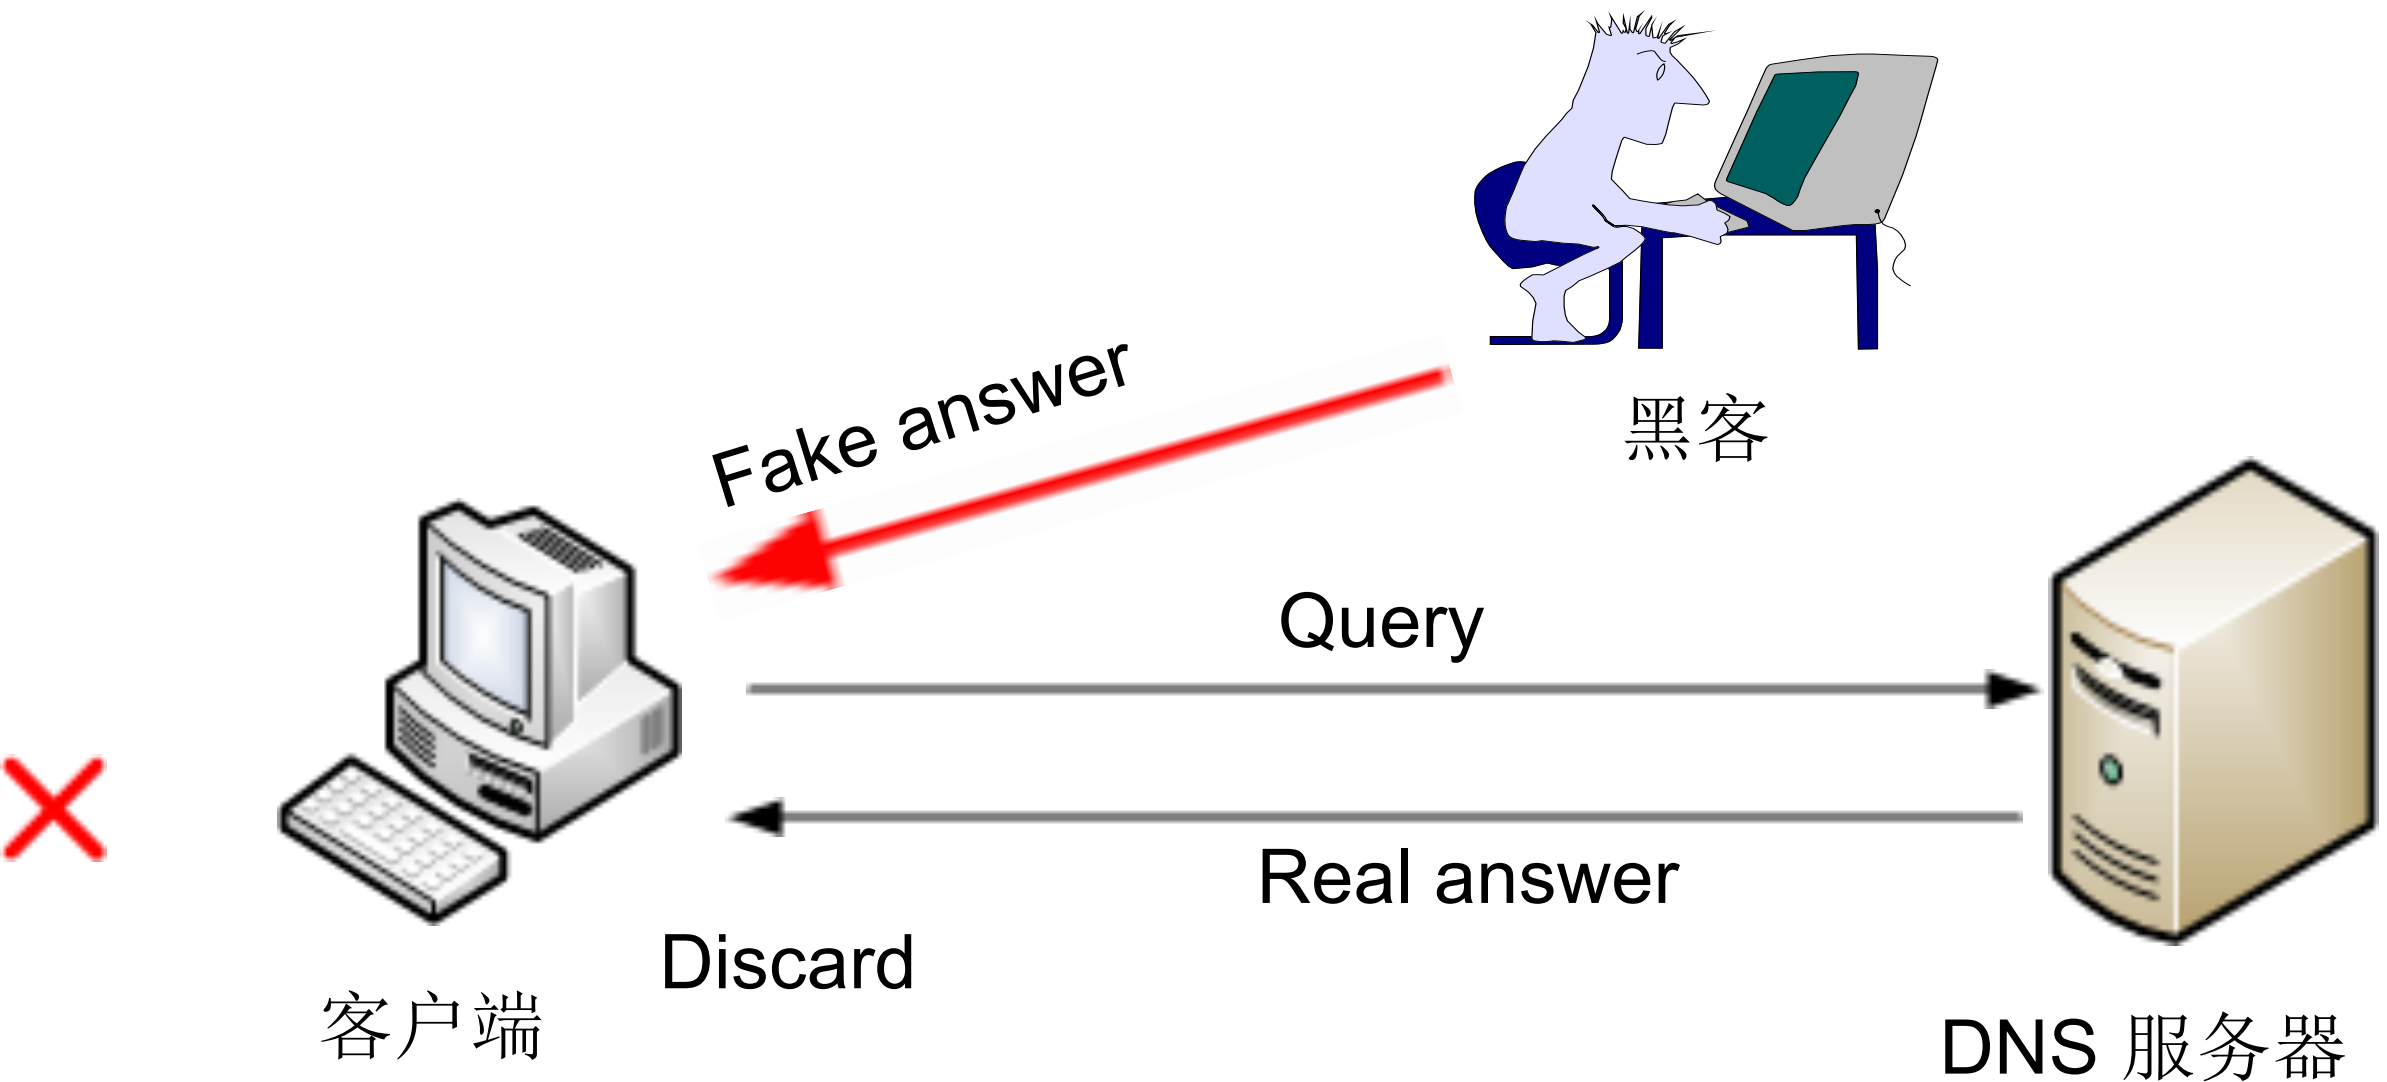 Fake answer
黑客
Query
Real answer
Discard
客户端
DNS 服务器